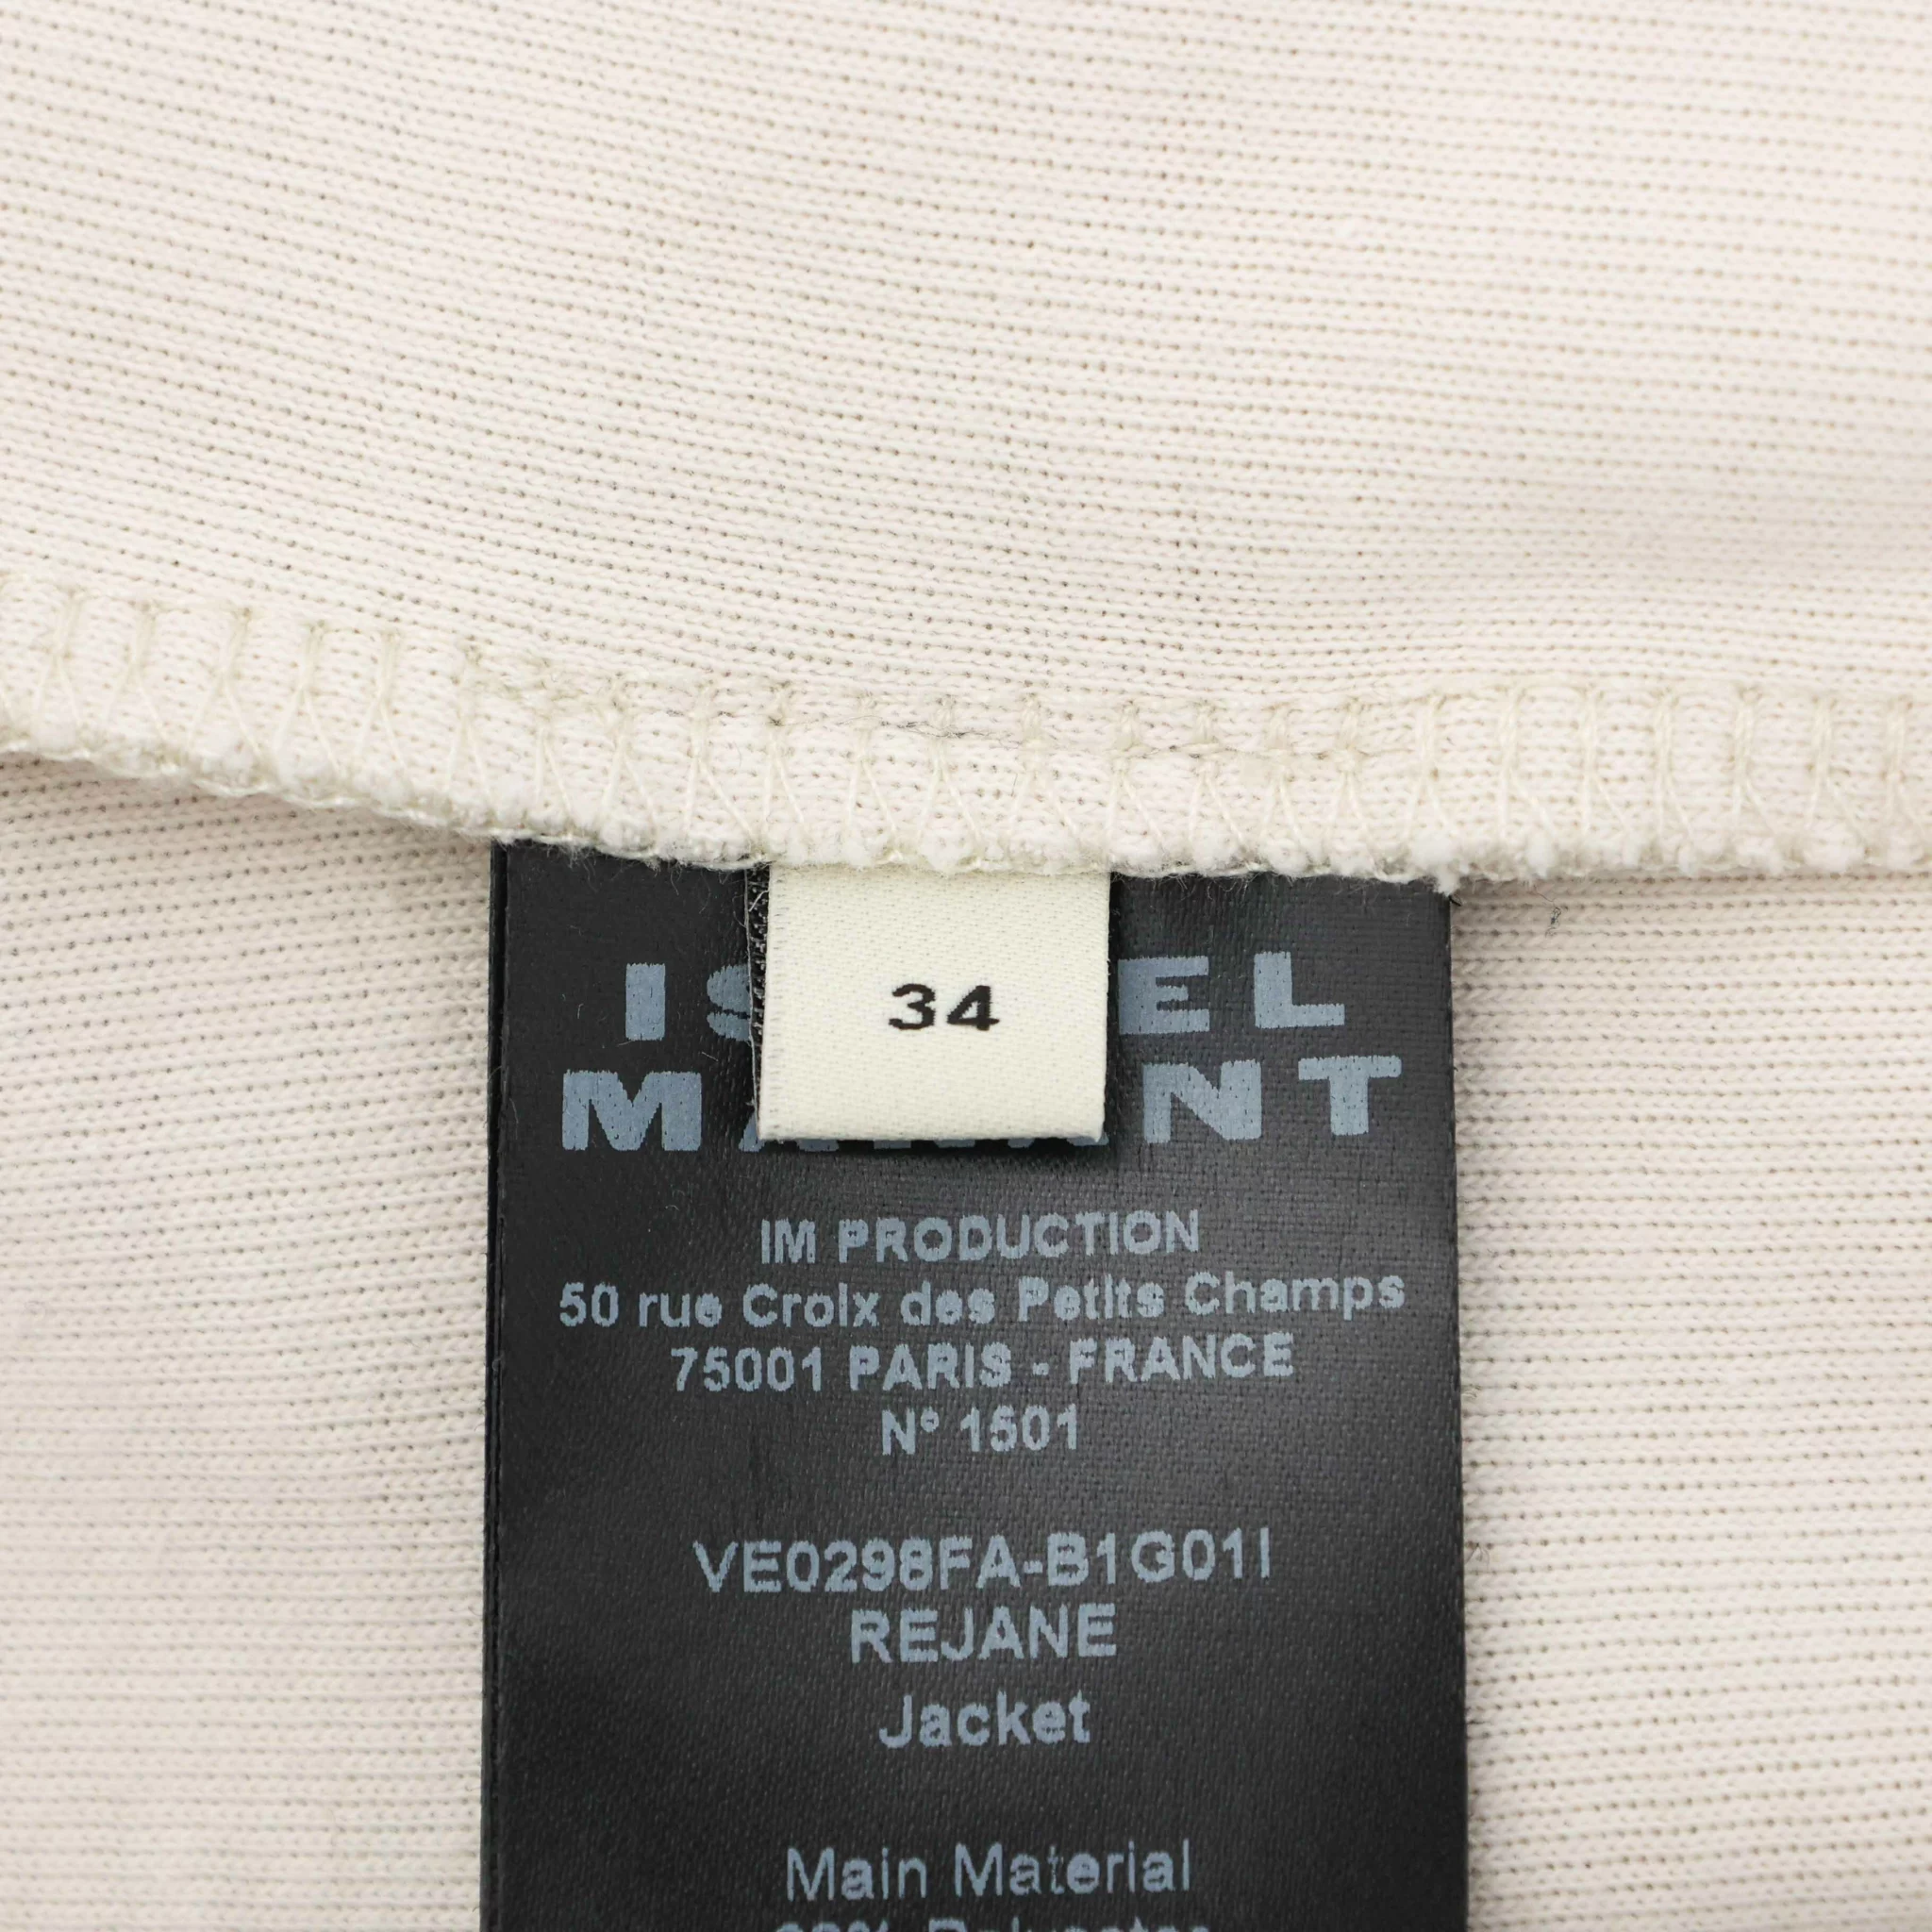 34
IM PRODUCTION
50 rue Croix des Petits Champs
75001 PARIS - FRANCE
N° 1501
VE0298FA-B1G01I
REJANE
Jacket
Main Material